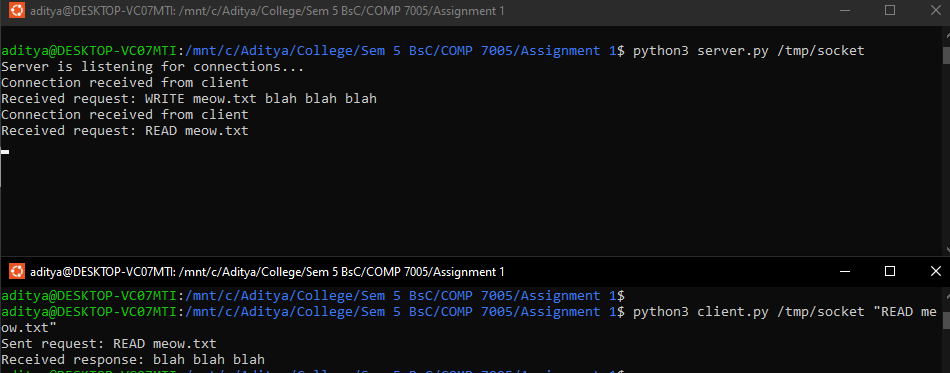 aditya@DESKTOP-VC07MTI: /mnt/c/Aditya/College/Sem 5 BsC/COMP 7005/Assignment 1
aditya@DESKTOP-VC07MTI:/mnt/c/Aditya/College/Sem 5 BsC/COMP 7005/Assignment 1$ python3 server.py /tmp/socket
Server is listening for connections...
Connection received from client
Received request: WRITE meow.txt blah blah blah
Connection received from client
Received request: READ meow.txt
aditya@DESKTOP-VC07MTI: /mnt/c/Aditya/College/Sem 5 BsC/COMP 7005/Assignment 1
aditya@DESKTOP-VC07MTI:/mnt/c/Aditya/College/Sem 5 BsC/COMP 7005/Assignment 1$
aditya@DESKTOP-VC07MTI:/mnt/c/Aditya/College/Sem 5 BsC/COMP 7005/Assignment 1$ python3 client.py /tmp/socket "READ me
ow.txt"
Sent request: READ meow.txt
Received response: blah blah blah